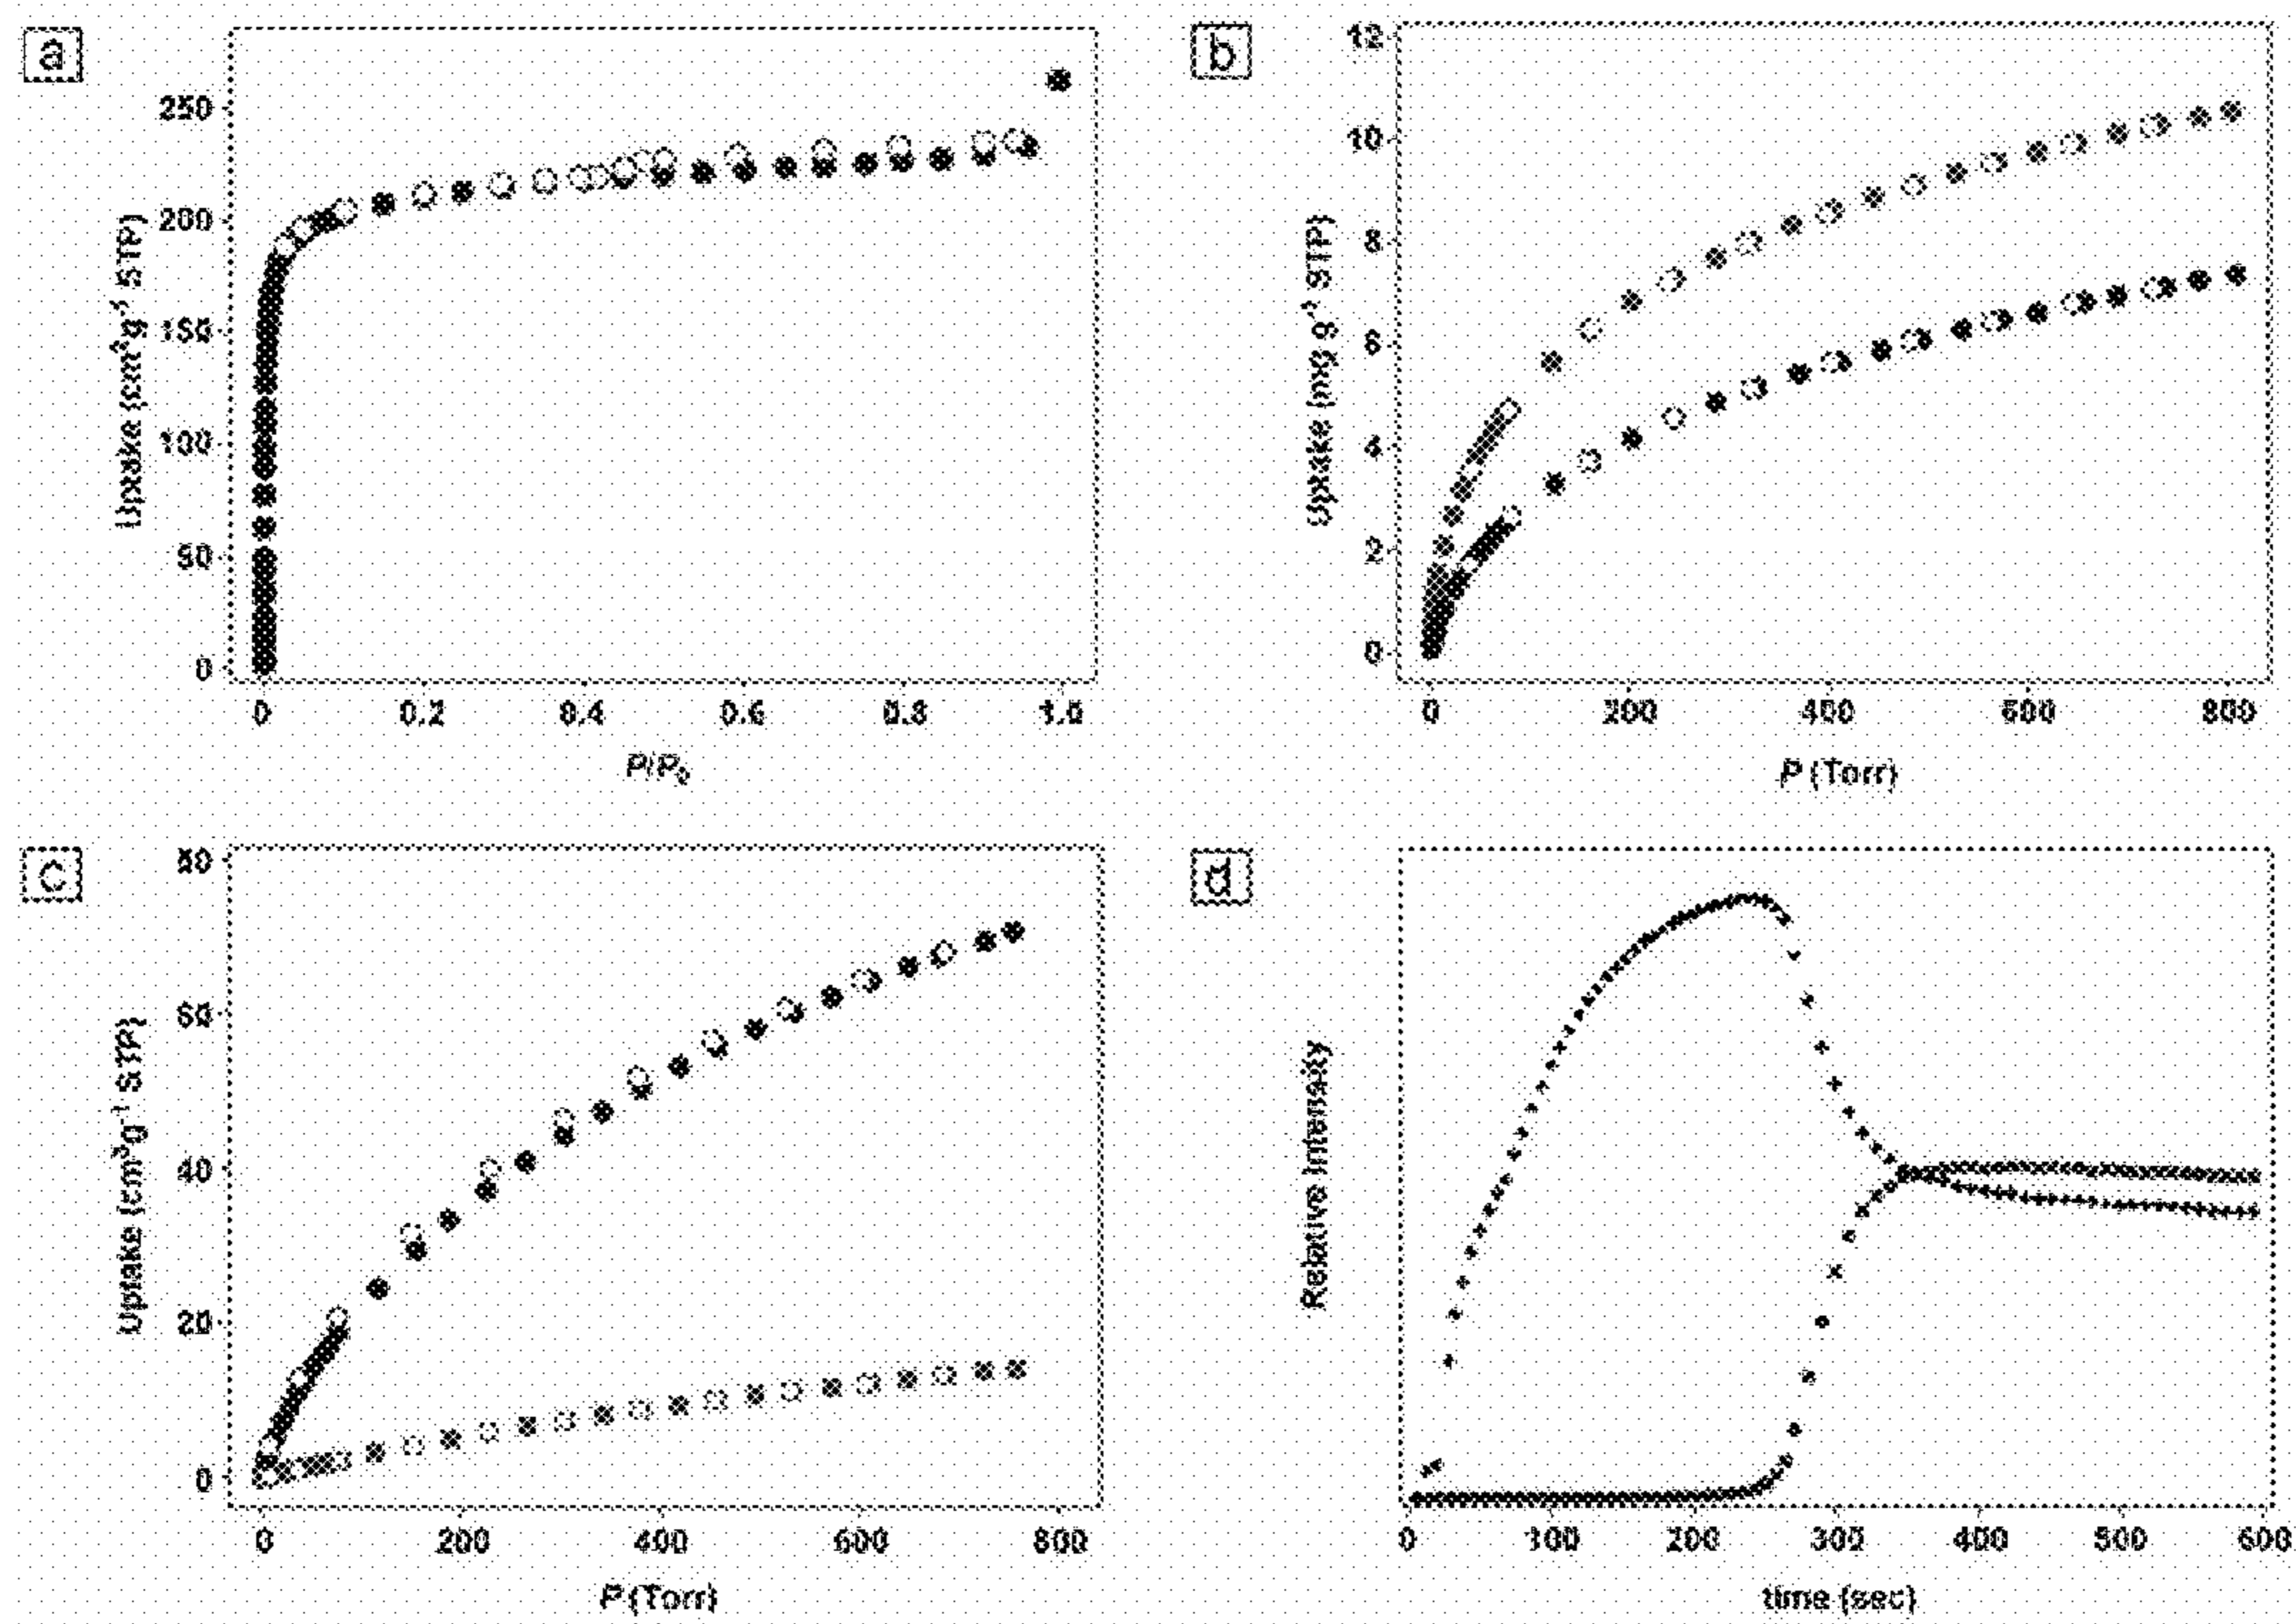 a
250
200
150
100
50
0
Uptake (cm³g⁻¹ STP)
0 0.2 0.4 0.6 0.8 1.0
P/P₀
b
12
10
8
6
4
2
0
Uptake (mg g⁻¹ STP)
0 200 400 600 800
P (Torr)
c
80
60
40
20
0
Uptake (cm³g⁻¹ STP)
0 200 400 600 800
P (Torr)
d
Relative Intensity
0 100 200 300 400 500 600
time (sec)